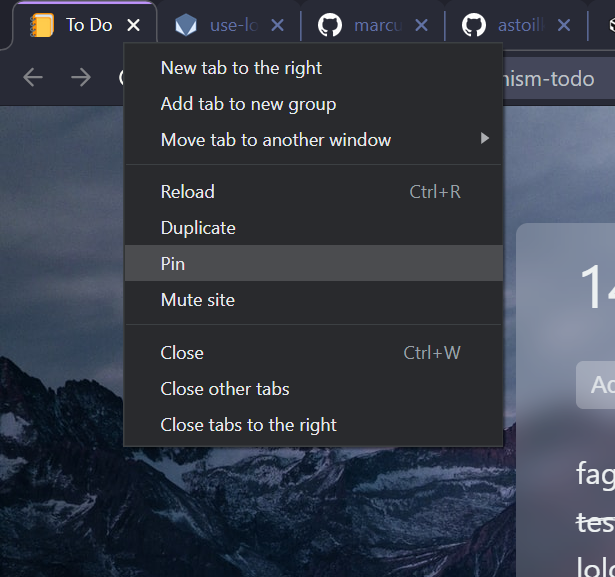 To Do use-lo marcu astoil
nism-todo
New tab to the right
Add tab to new group
Move tab to another window
Reload Ctrl+R
Duplicate
Pin
Mute site
Close Ctrl+W
Close other tabs
Close tabs to the right
14
Ad
fag
tes
lolo